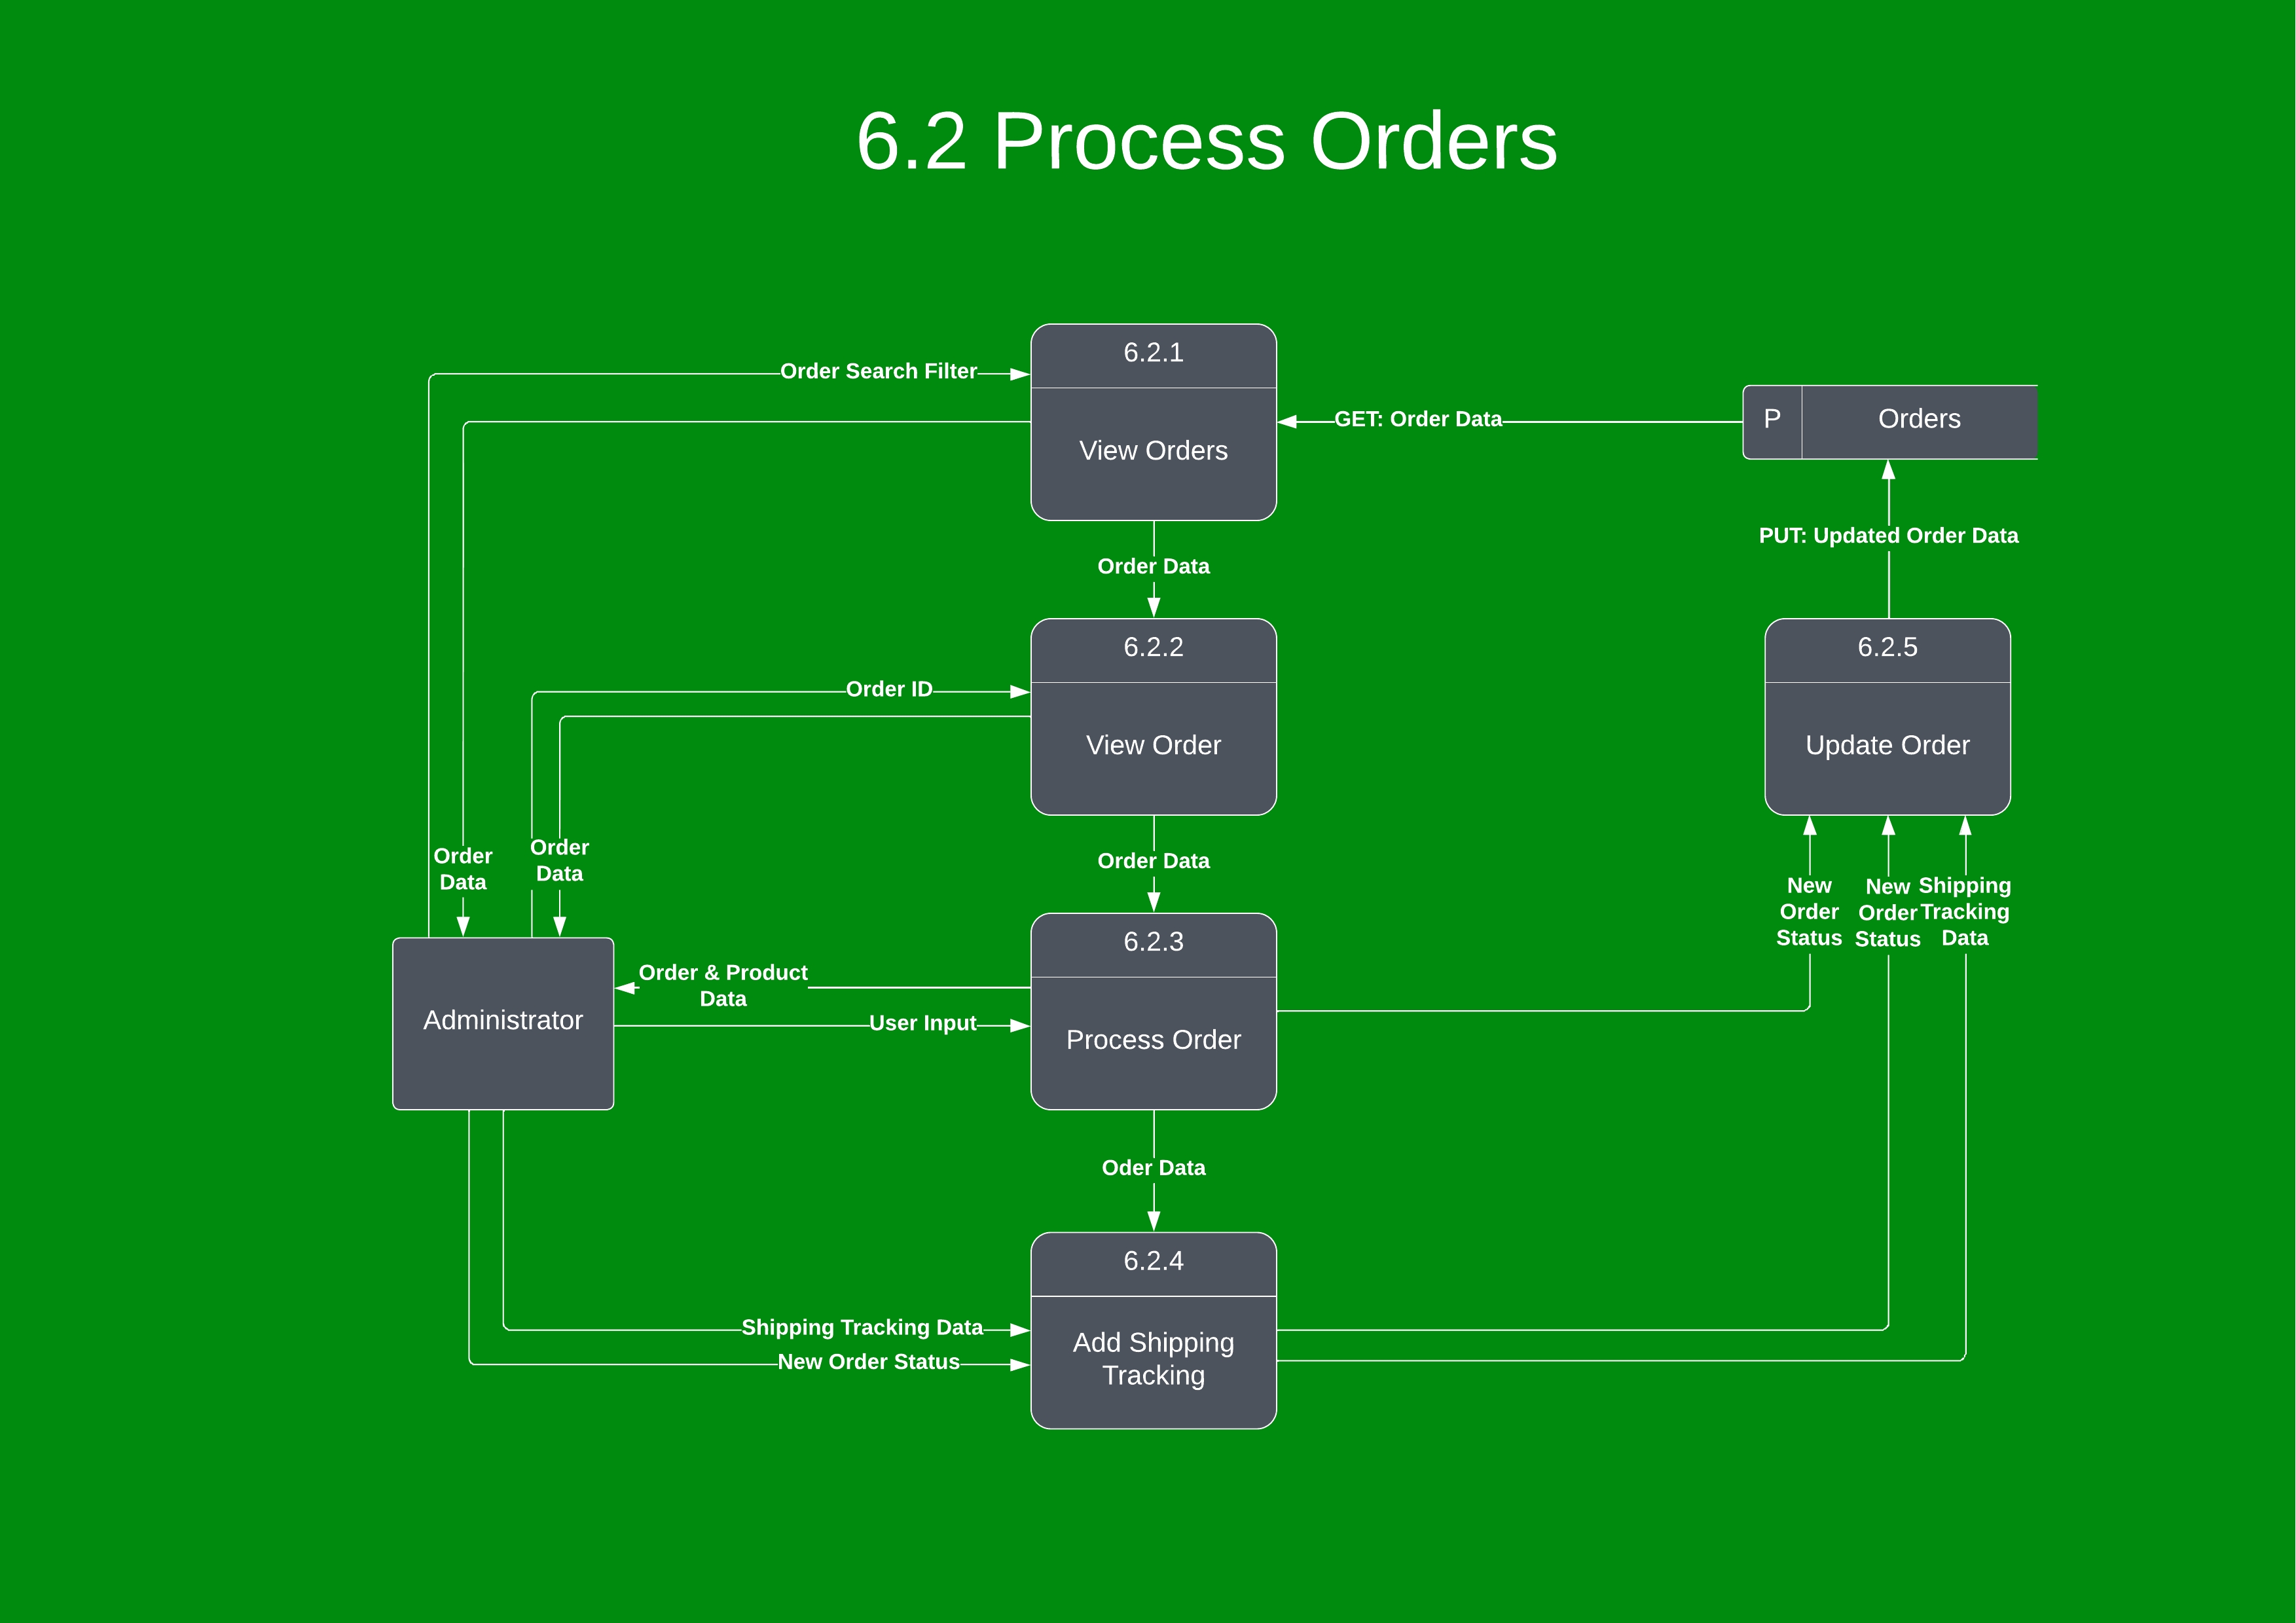 6.2 Process Orders
6.2.1
Order Search Filter
View Orders
GET: Order Data
P
Orders
PUT: Updated Order Data
Order Data
6.2.2
Order ID
View Order
6.2.5
Update Order
Order
Data
Order
Data
Order Data
New
Order
Status
New
Order
Status
Shipping
Tracking
Data
6.2.3
Order & Product
Data
Administrator
User Input
Process Order
Oder Data
6.2.4
Shipping Tracking Data
New Order Status
Add Shipping
Tracking